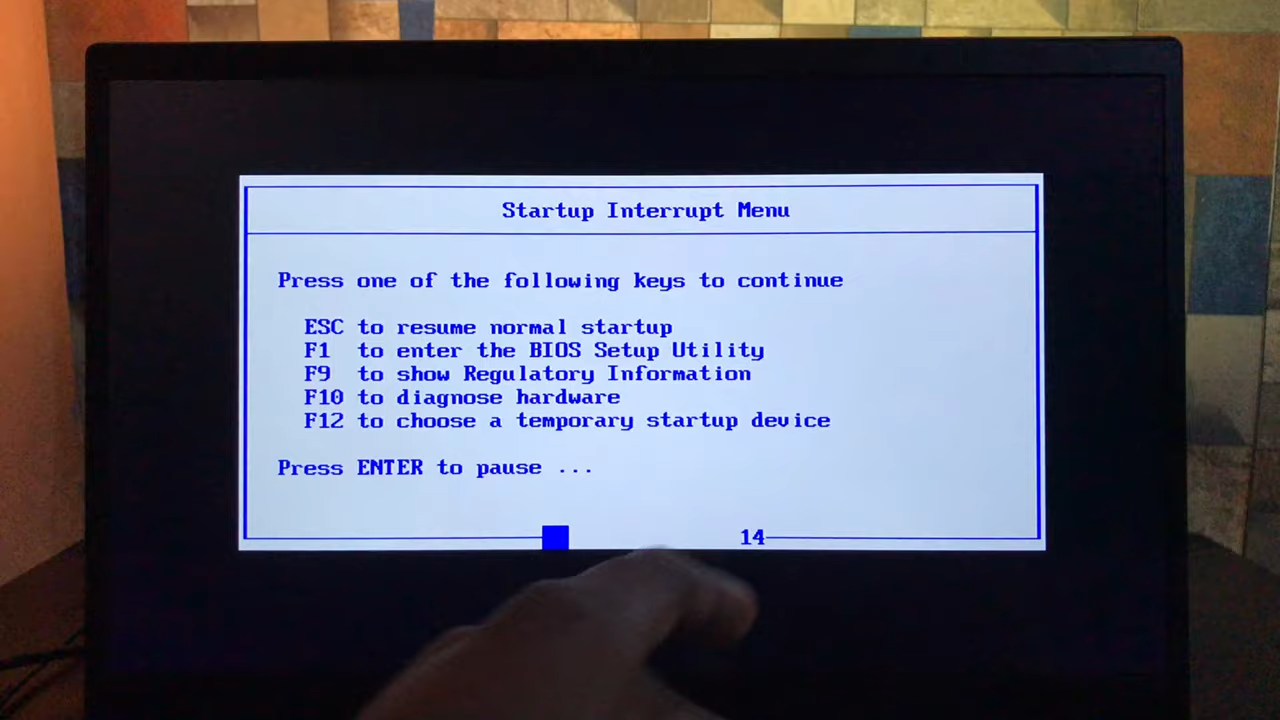 Startup Interrupt Menu
Press one of the following keys to continue
ESC to resume normal startup
F1 to enter the BIOS Setup Utility
F9 to show Regulatory Information
F10 to diagnose hardware
F12 to choose a temporary startup device
Press ENTER to pause ...
14